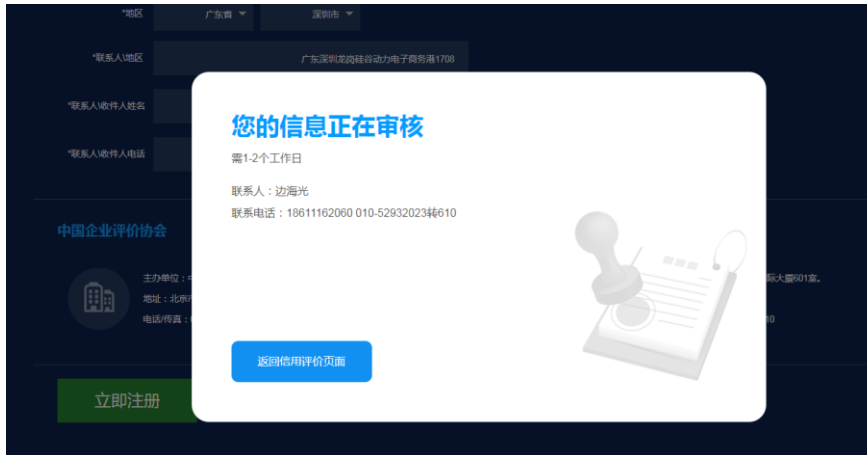 *地区 广东省 深圳市
*联系人\地区 广东深圳龙岗硅谷动力电子商务港1708
*联系人\收件人姓名
*联系人\收件人电话
您的信息正在审核
需1-2个工作日
联系人：边海光
联系电话：18611162060 010-52932023转610
中国企业评价协会
主办单位：中
际大厦601室。
地址：北京市
电话/传真：0
10
返回信用评价页面
立即注册